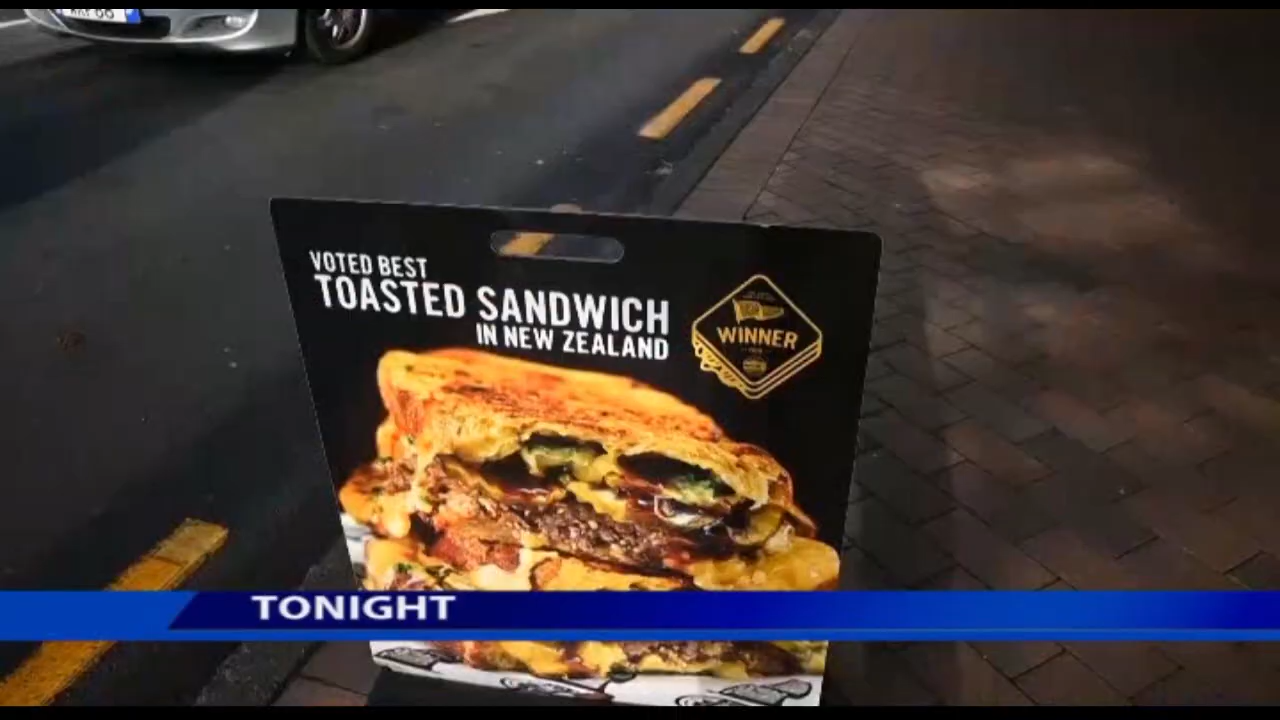 VOTED BEST
TOASTED SANDWICH
IN NEW ZEALAND
WINNER
TONIGHT